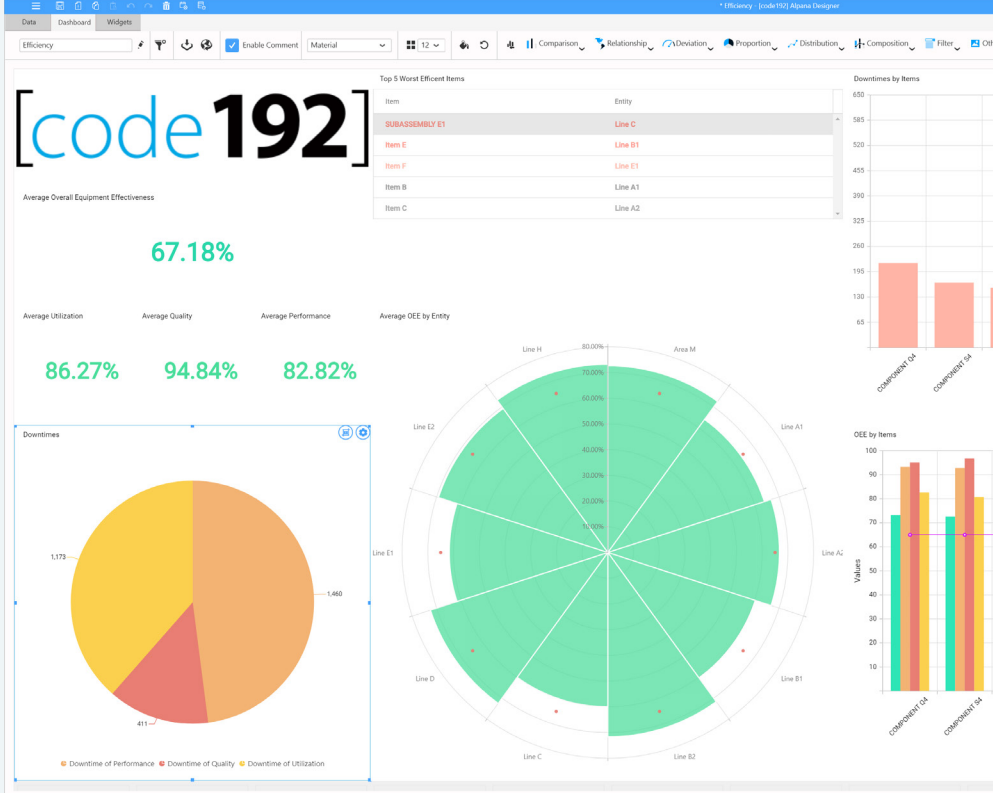 * Efficiency - [code192] Alpana Designer
Data Dashboard Widgets
Efficiency Enable Comment Material 12 Comparison Relationship Deviation Proportion Distribution Composition Filter Oth
[code192]
Top 5 Worst Efficent Items
Item Entity
SUBASSEMBLY E1 Line C
Item E Line B1
Item F Line E1
Item B Line A1
Item C Line A2
Downtimes by Items
650
585
520
455
390
325
260
195
130
65
COMPONENT Q4
COMPONENT S4
Average Overall Equipment Effectiveness
67.18%
Average Utilization Average Quality Average Performance
86.27% 94.84% 82.82%
Average OEE by Entity
80.00%
70.00%
60.00%
50.00%
40.00%
30.00%
20.00%
10.00%
Area M
Line A1
Line A2
Line B1
Line B2
Line C
Line D
Line E1
Line E2
Line H
Downtimes
1,173
1,460
411
Downtime of Performance Downtime of Quality Downtime of Utilization
OEE by Items
Values
100
90
80
70
60
50
40
30
20
10
COMPONENT Q4
COMPONENT S4